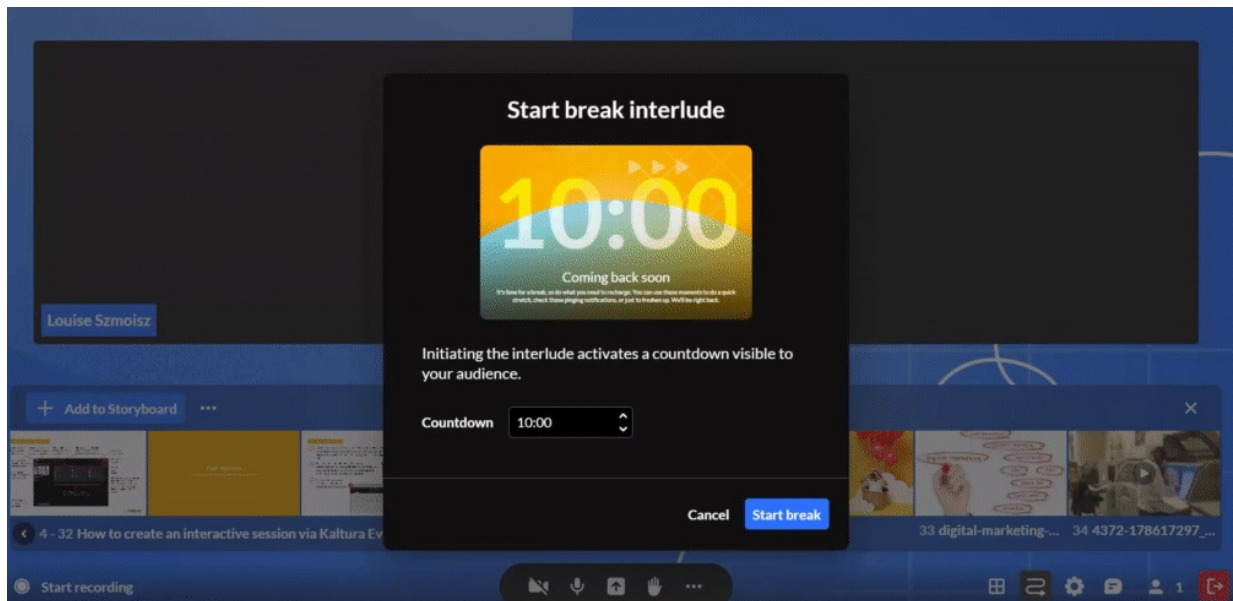 Start break interlude
10:00
Coming back soon
It's time for a break, so do what you need to recharge. You can use these moments to do a quick
stretch, check those pinging notifications, or just to freshen up. We'll be right back
Louise Szmoisz
Initiating the interlude activates a countdown visible to
your audience.
Countdown 10:00
+ Add to Storyboard
Cancel Start break
4 - 32 How to create an interactive session via Kaltura Ev
33 digital-marketing-... 34 4372-178617297_...
Start recording
1